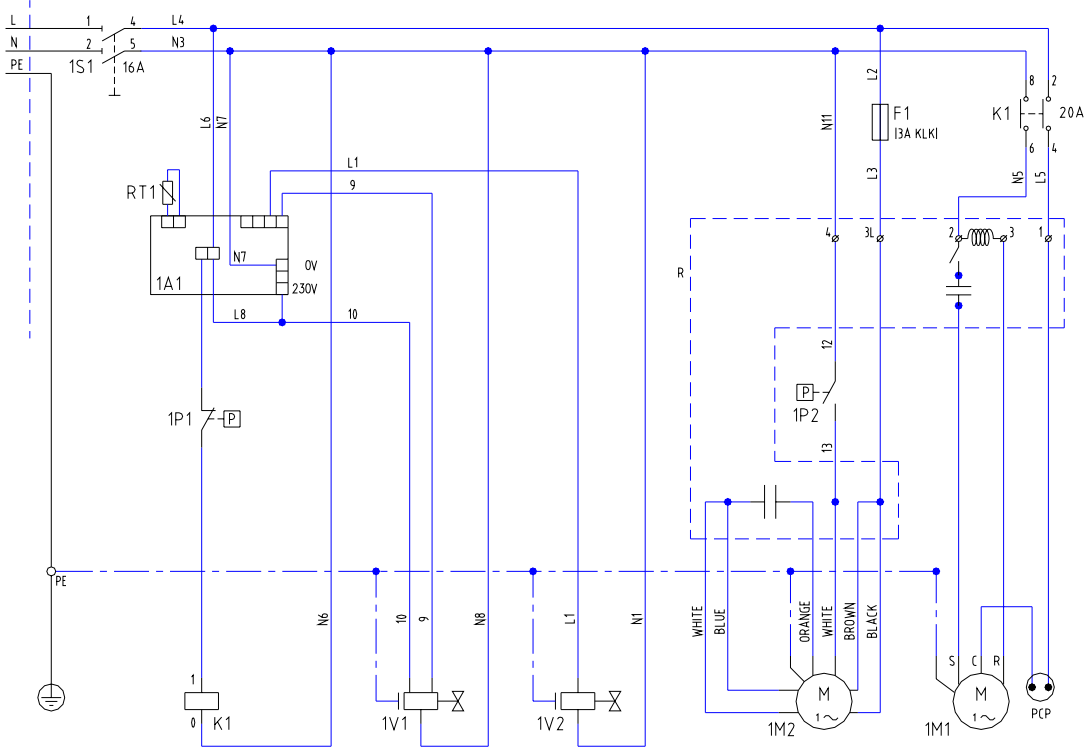 L 1 4 L4
N 2 5 N3
PE 1S1 16A
L2
8 2
K1 20A
F1
|3A KLK|
L6 N7 N11
6 4
L1
L3 N5 L5
RT1 9
4 3L 2 3 1
N7 0V R
1A1 230V
L8 10
12
P
1P2
1P1 P
13
PE
10 9 L1
N6 N8 N1
WHITE BLUE ORANGE WHITE BROWN BLACK
S C R
1
M M
0 K1 1V1 1V2 1~ 1~ PCP
1M2 1M1